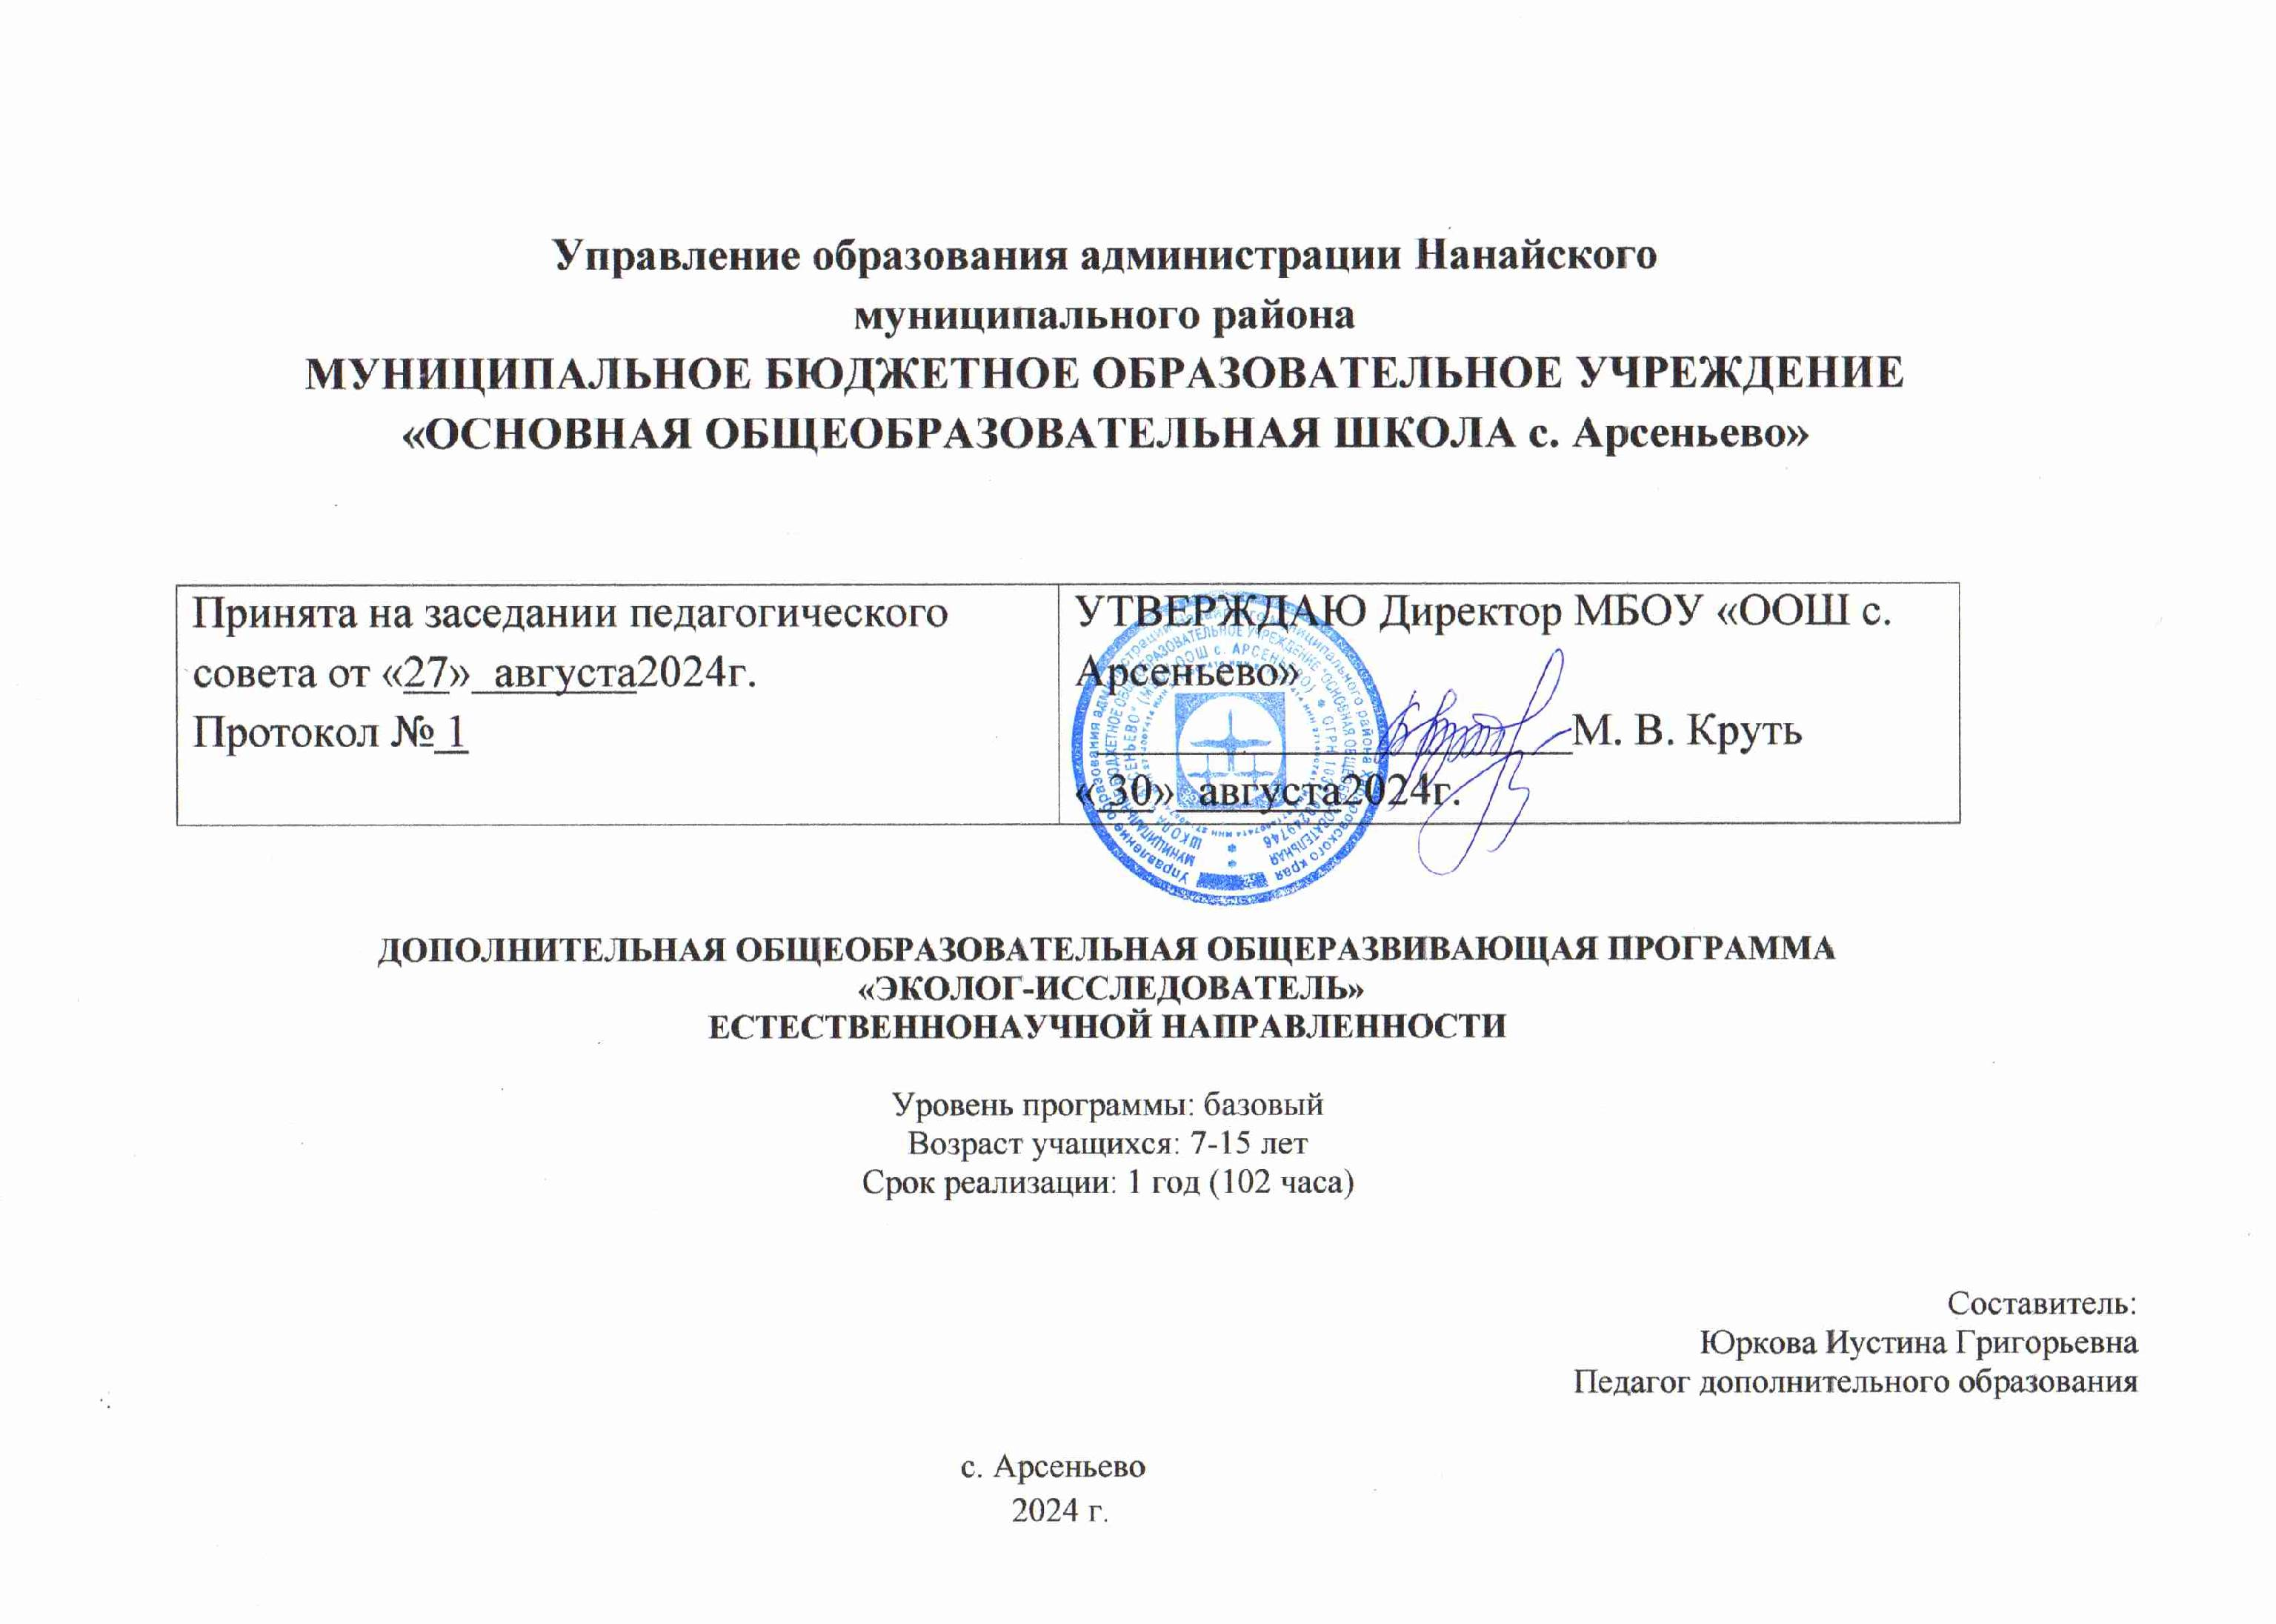 Управление образования администрации Нанайского
муниципального района
МУНИЦИПАЛЬНОЕ БЮДЖЕТНОЕ ОБРАЗОВАТЕЛЬНОЕ УЧРЕЖДЕНИЕ
«ОСНОВНАЯ ОБЩЕОБРАЗОВАТЕЛЬНАЯ ШКОЛА с. Арсеньево»
Принята на заседании педагогического
совета от «27» августа2024г.
Протокол № 1
УТВЕРЖДАЮ Директор МБОУ «ООШ с.
Арсеньево»
М. В. Круть
« 30» августа2024г.
ДОПОЛНИТЕЛЬНАЯ ОБЩЕОБРАЗОВАТЕЛЬНАЯ ОБЩЕРАЗВИВАЮЩАЯ ПРОГРАММА
«ЭКОЛОГ-ИССЛЕДОВАТЕЛЬ»
ЕСТЕСТВЕННОНАУЧНОЙ НАПРАВЛЕННОСТИ
Уровень программы: базовый
Возраст учащихся: 7-15 лет
Срок реализации: 1 год (102 часа)
Составитель:
Юркова Иустина Григорьевна
Педагог дополнительного образования
с. Арсеньево
2024 г.